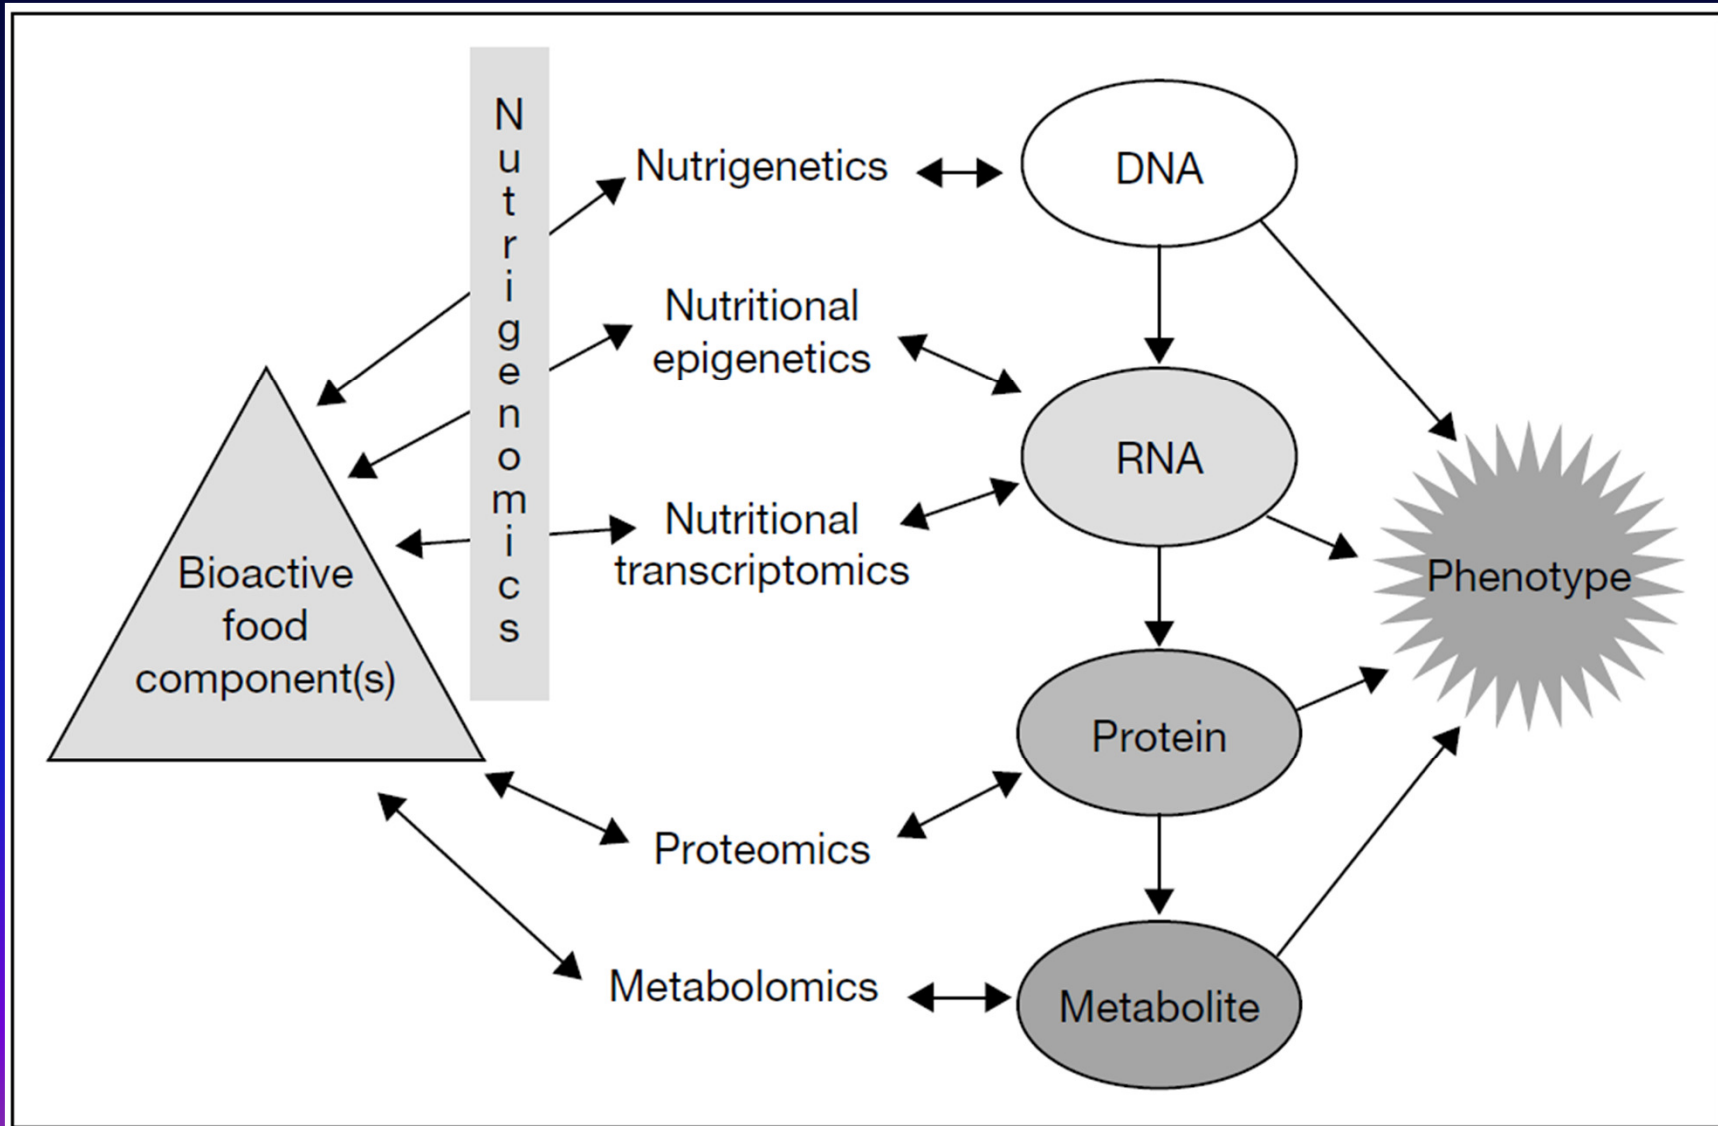 Nutrigenomics
Nutrigenetics
DNA
Nutritional
epigenetics
RNA
Nutritional
transcriptomics
Bioactive
food
component(s)
Phenotype
Protein
Proteomics
Metabolomics
Metabolite